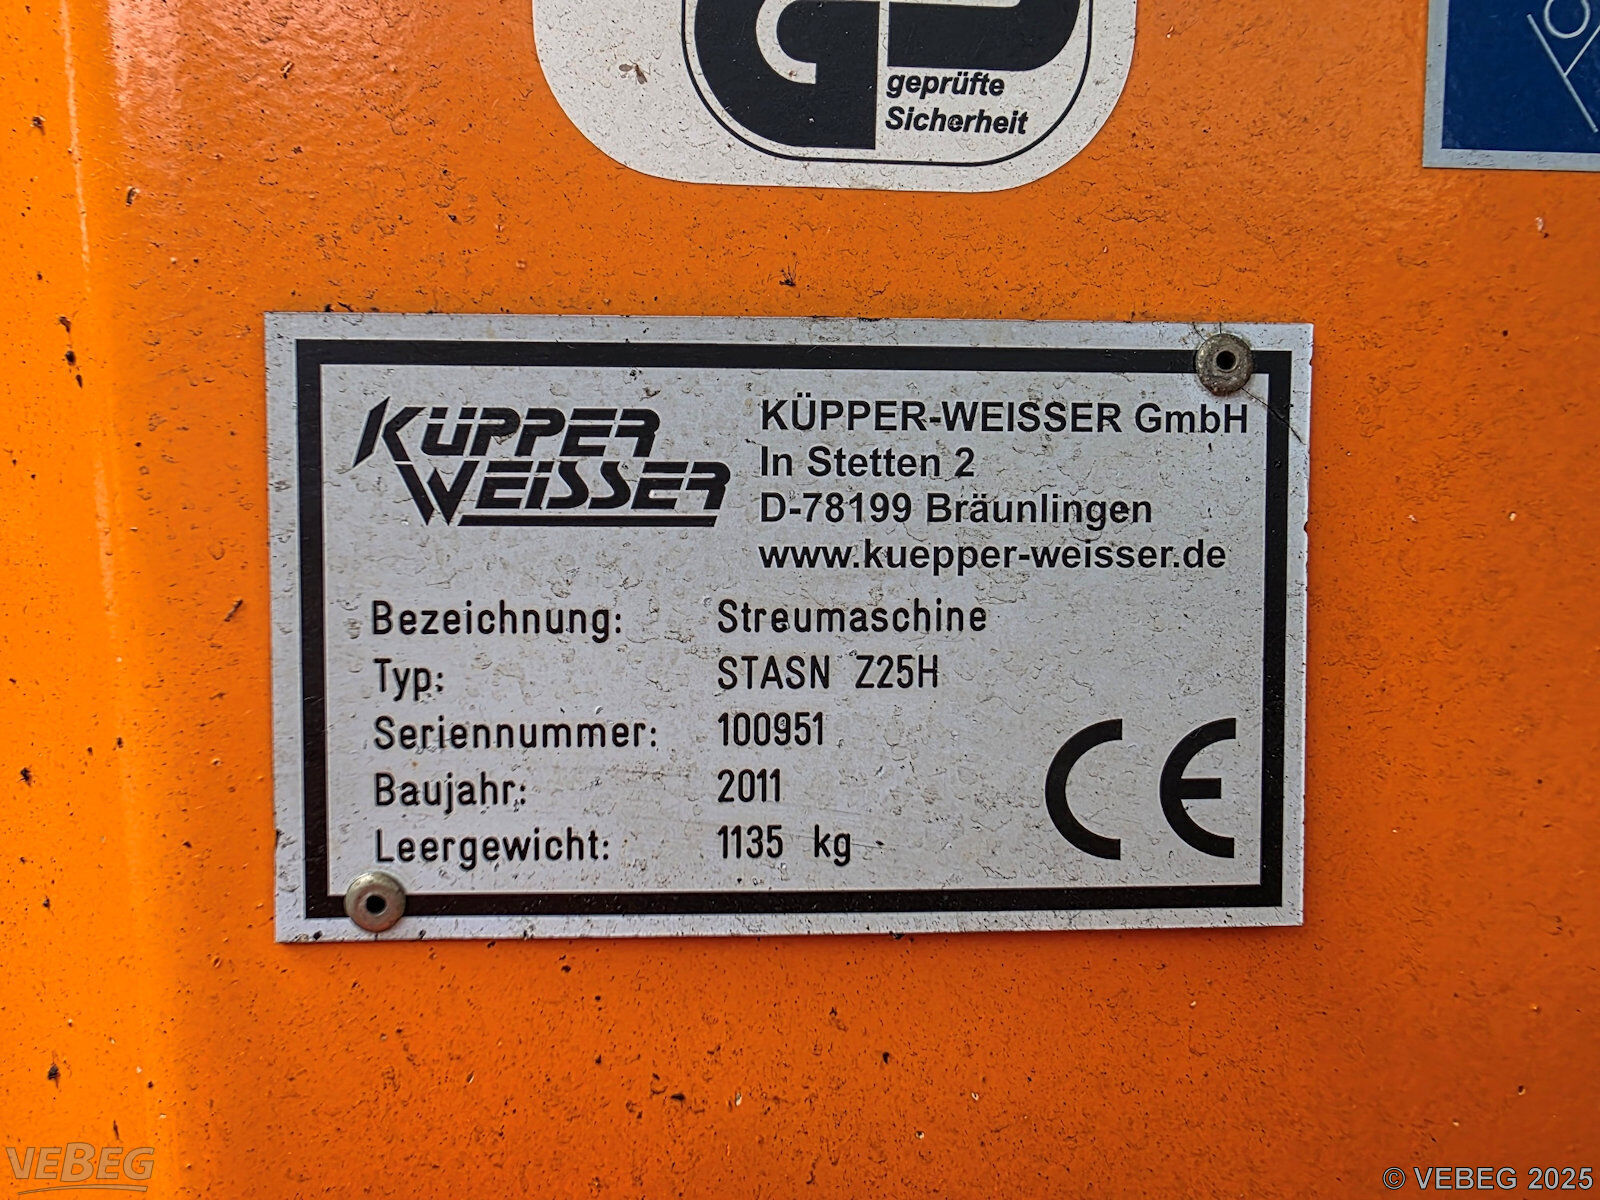 geprüfte
Sicherheit
KÜPPER
WEISSER
KÜPPER-WEISSER GmbH
In Stetten 2
D-78199 Bräunlingen
www.kuepper-weisser.de
Bezeichnung: Streumaschine
Typ: STASN Z25H
Seriennummer: 100951
Baujahr: 2011
Leergewicht: 1135 kg
CE
VEBEG
© VEBEG 2025